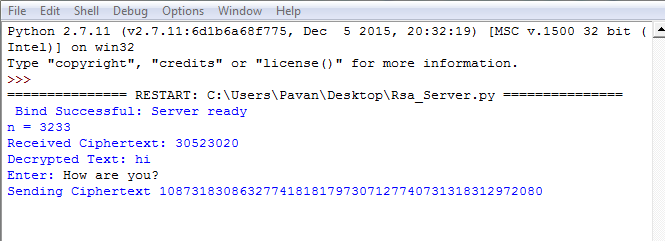 File Edit Shell Debug Options Window Help
Python 2.7.11 (v2.7.11:6d1b6a68f775, Dec  5 2015, 20:32:19) [MSC v.1500 32 bit (
Intel)] on win32
Type "copyright", "credits" or "license()" for more information.
>>>
=============== RESTART: C:\Users\Pavan\Desktop\Rsa_Server.py ===============
 Bind Successful: Server ready
n = 3233
Received Ciphertext: 30523020
Decrypted Text: hi
Enter: How are you?
Sending Ciphertext 108731830863277418181797307127740731318312972080